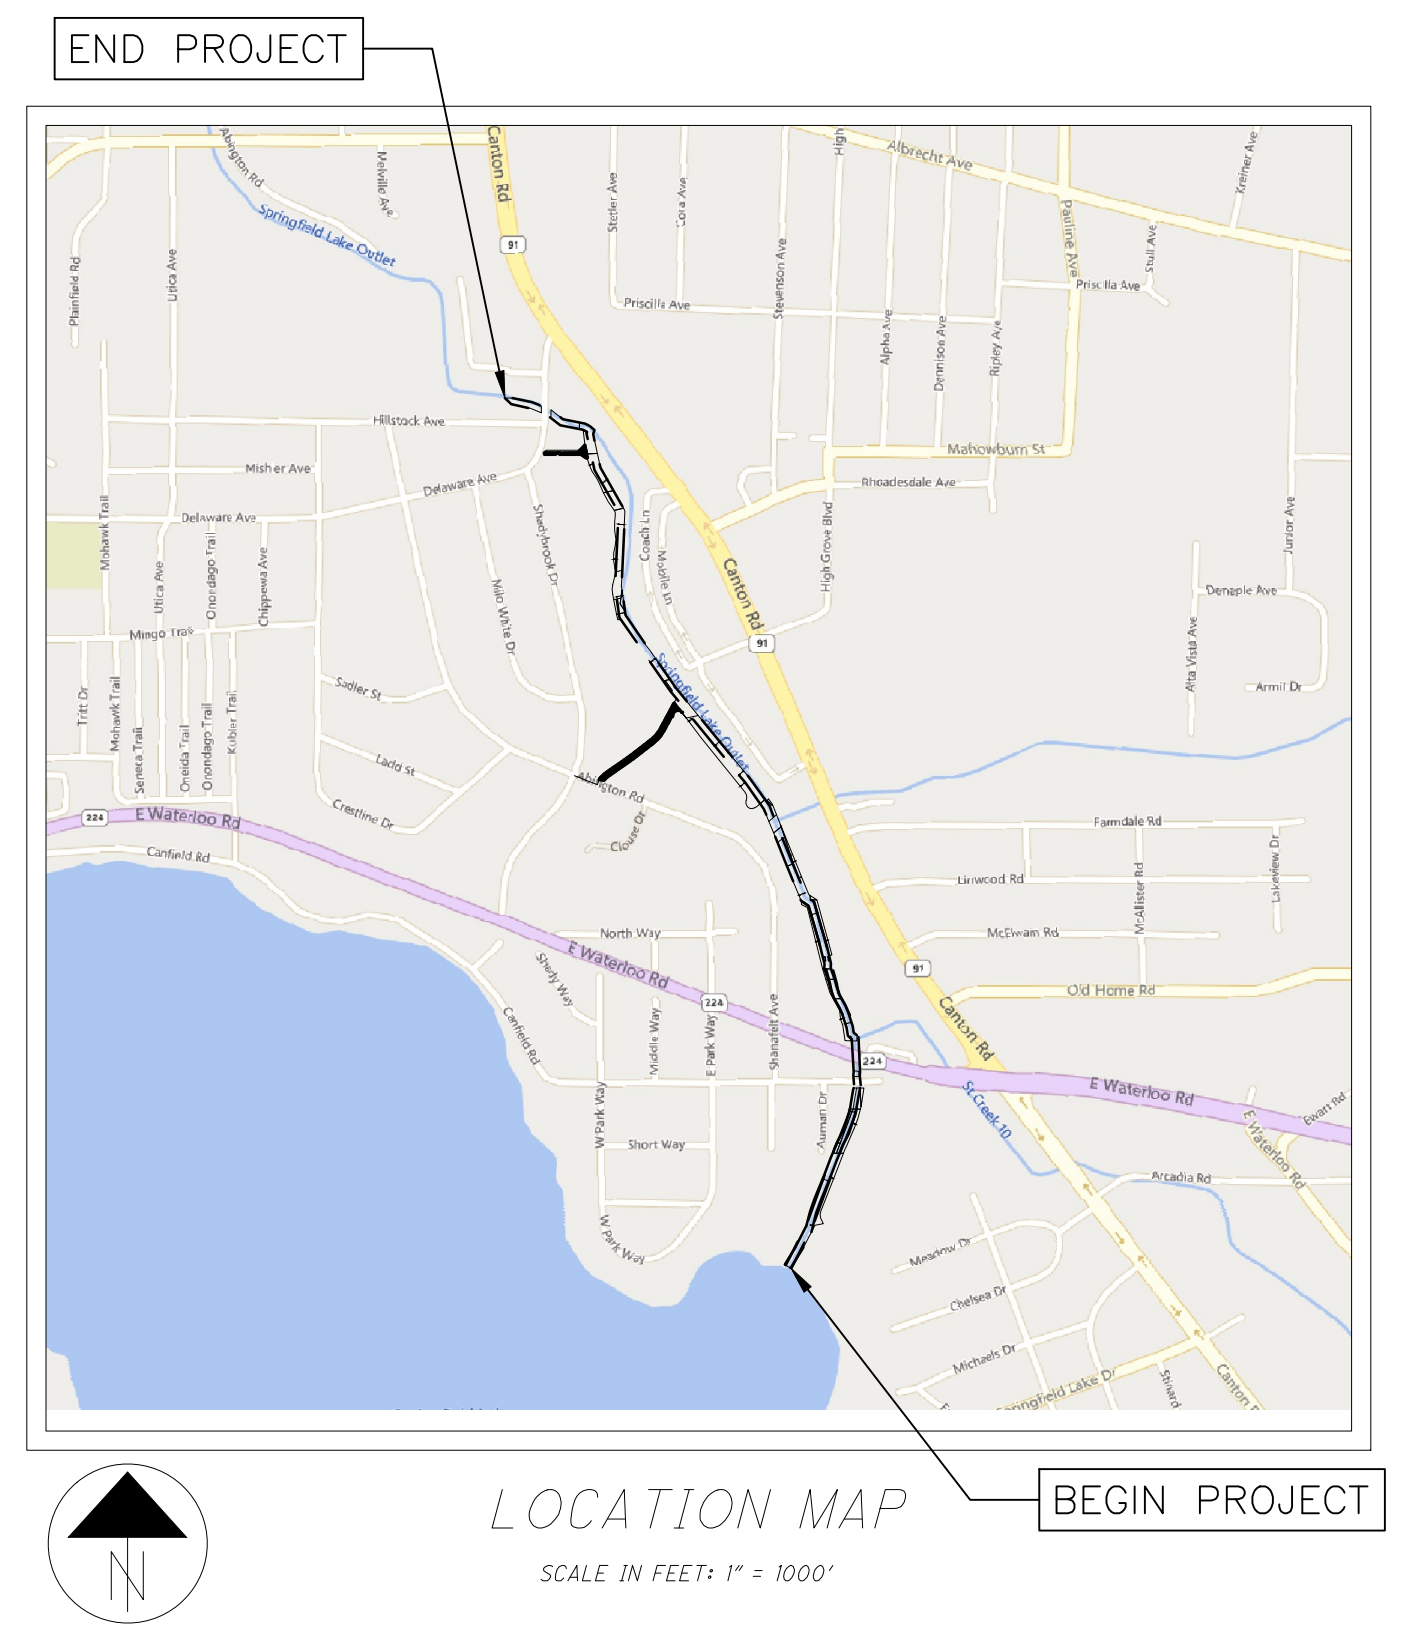 END PROJECT
Canton Rd
Abington Rd
Melville Ave
High
Albrecht Ave
Kreiner Ave
Springfield Lake Outlet
Stetler Ave
Cora Ave
Pauline Ave
Stull Ave
91
Plainfield Rd
Utica Ave
Stevenson Ave
Priscilla Ave
Priscilla Ave
Alpha Ave
Dennison Ave
Ripley Ave
Hillstock Ave
Mahowburn St
Misher Ave
Delaware Ave
Rhoadesdale Ave
Delaware Ave
Mohawk Trail
Utica Ave
Onondago Trail
Chippewa Ave
Shadybrook Dr
Coach Ln
Mobile Ln
High Grove Blvd
Junior Ave
Canton Rd
Denaple Ave
Milo White Dr
Mingo Trail
91
Alta Vista Ave
Armil Dr
Springfield Lake Outlet
Sadler St
Tritt Dr
Mohawk Trail
Seneca Trail
Oneida Trail
Onondago Trail
Kubler Trail
Ladd St
Abington Rd
Crestline Dr
224
E Waterloo Rd
Clouse Dr
Farmdale Rd
Canfield Rd
Linwood Rd
McAllister Rd
Lakeview Dr
North Way
McElwain Rd
E Waterloo Rd
91
Shady Way
Old Home Rd
224
Canfield Rd
Middle Way
E Park Way
Shanafelt Ave
Canton Rd
224
E Waterloo Rd
St. Creek 10
W Park Way
Auman Dr
Ewart Rd
E Waterloo Rd
Short Way
Arcadia Rd
W Park Way
Meadow Dr
Chelsea Dr
Michaels Dr
Springfield Lake Dr
Stinard
Canton R
BEGIN PROJECT
LOCATION MAP
SCALE IN FEET: 1" = 1000'
N